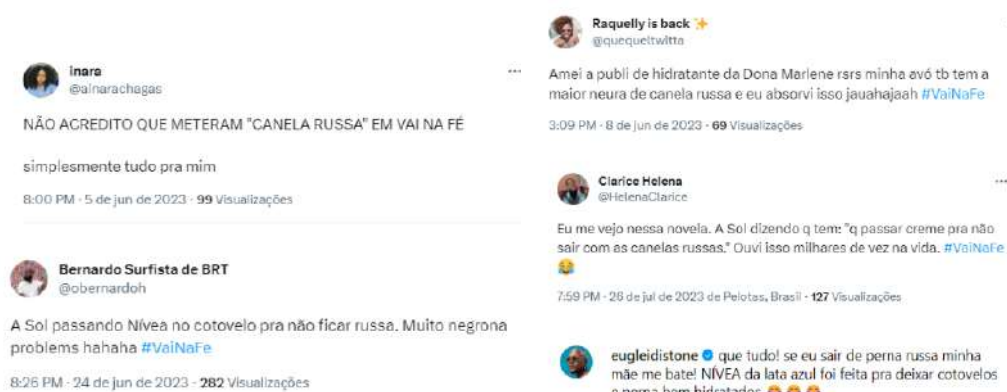 inara
@ainarachagas
NÃO ACREDITO QUE METERAM "CANELA RUSSA" EM VAI NA FÉ
simplesmente tudo pra mim
8:00 PM · 5 de jun de 2023 · 99 Visualizações
Bernardo Surfista de BRT
@obernardoh
A Sol passando Nívea no cotovelo pra não ficar russa. Muito negrona
problems hahaha #VaiNaFe
8:26 PM · 24 de jun de 2023 · 282 Visualizações
Raquelly is back
@quequeltwitta
Amei a publi de hidratante da Dona Marlene rsrs minha avó tb tem a
maior neura de canela russa e eu absorvi isso jauahajaah #VaiNaFe
3:09 PM · 8 de jun de 2023 · 69 Visualizações
Clarice Helena
@HelenaClarice
Eu me vejo nessa novela. A Sol dizendo q tem: "q passar creme pra não
sair com as canelas russas." Ouvi isso milhares de vez na vida. #VaiNaFe
😂
7:59 PM · 26 de jul de 2023 de Pelotas, Brasil · 127 Visualizações
eugleidistone que tudo! se eu sair de perna russa minha
mãe me bate! NÍVEA da lata azul foi feita pra deixar cotovelos
e perna bem hidratados